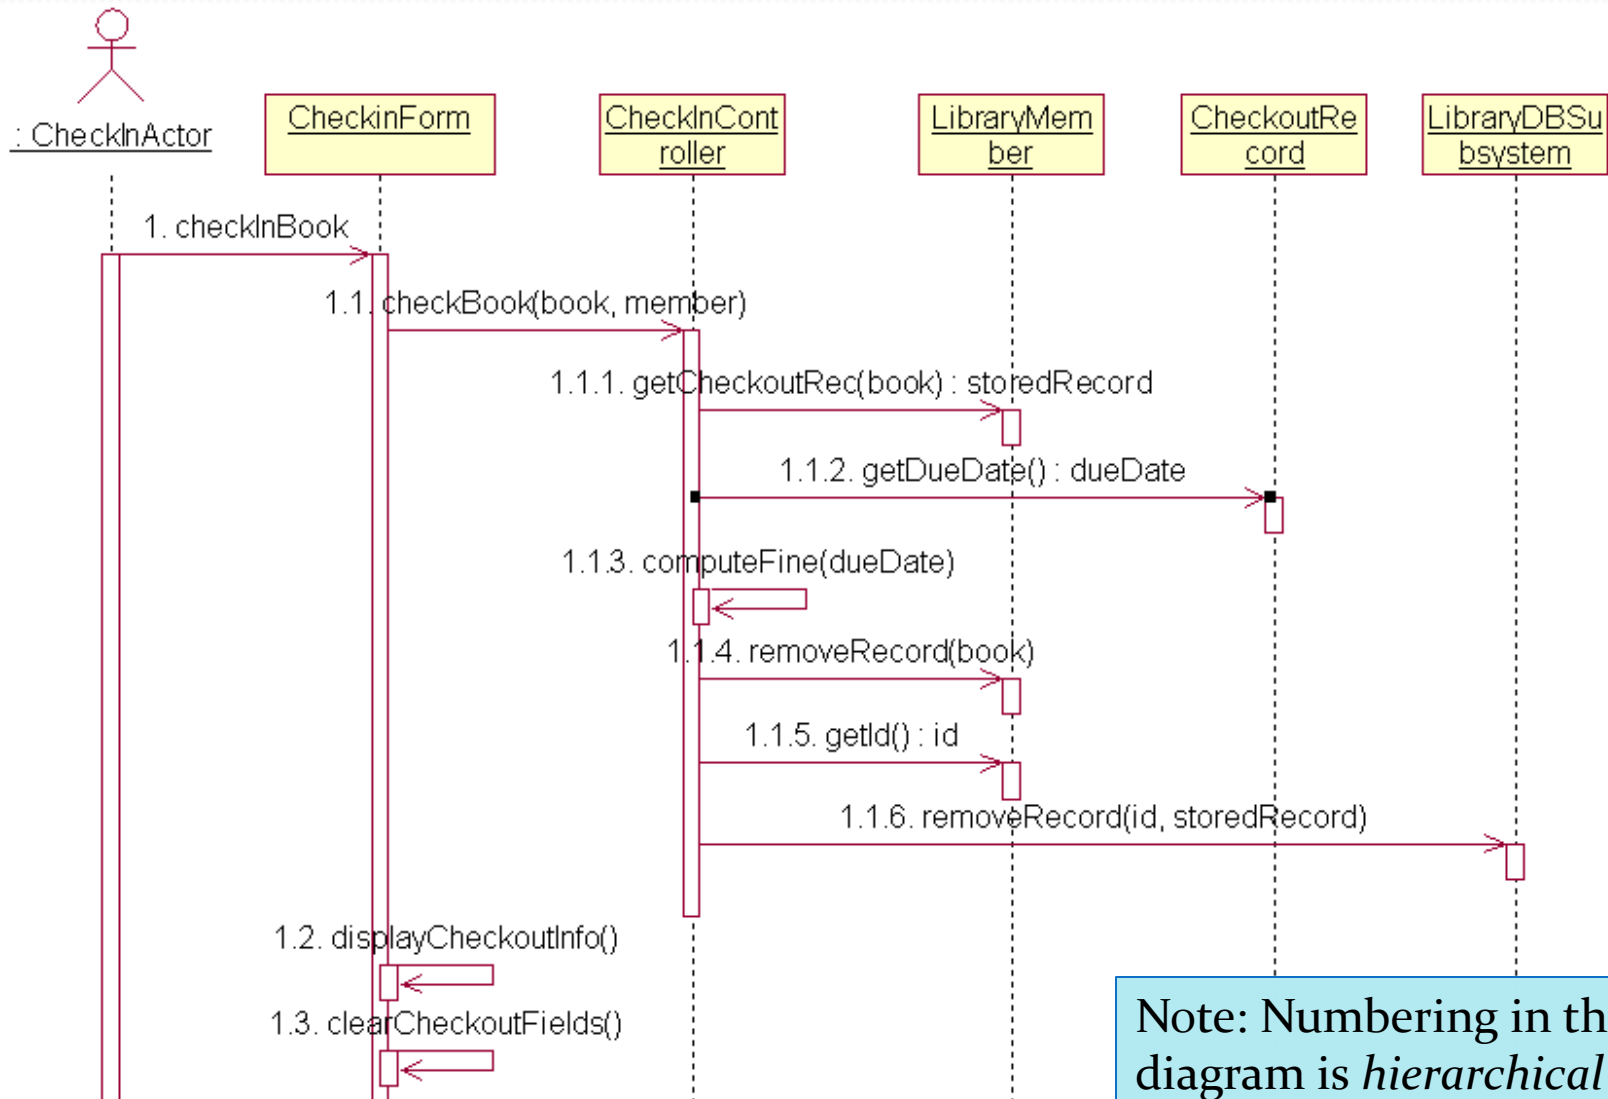 : CheckInActor
CheckinForm
CheckInCont
roller
LibraryMem
ber
CheckoutRe
cord
LibraryDBSu
bsystem
1. checkInBook
1.1. checkBook(book, member)
1.1.1. getCheckoutRec(book) : storedRecord
1.1.2. getDueDate() : dueDate
1.1.3. computeFine(dueDate)
1.1.4. removeRecord(book)
1.1.5. getId() : id
1.1.6. removeRecord(id, storedRecord)
1.2. displayCheckoutInfo()
1.3. clearCheckoutFields()
Note: Numbering in th
diagram is hierarchical